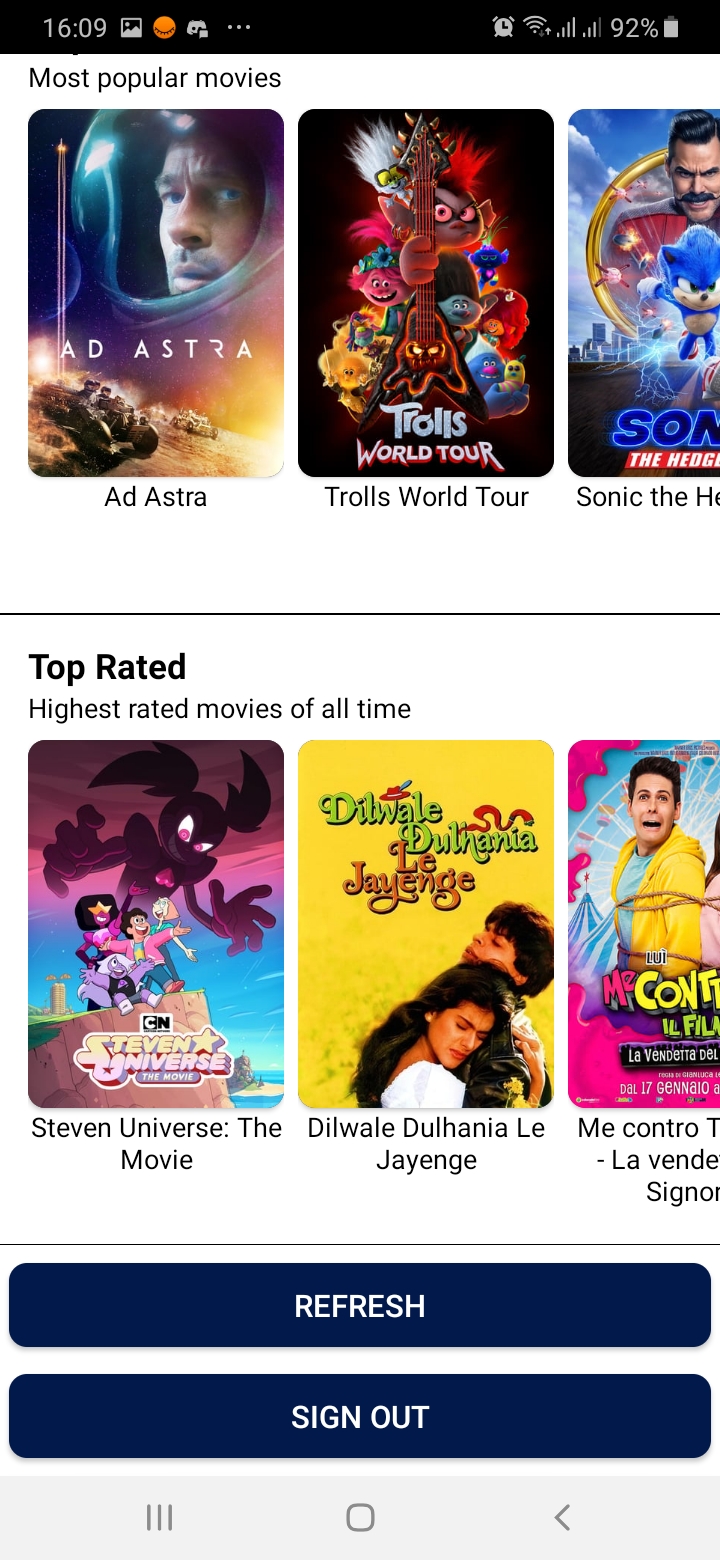 16:09
92%
Most popular movies
AD ASTRA
Trolls
WORLD TOUR
SON
THE HEDGE
Ad Astra
Trolls World Tour
Sonic the He
Top Rated
Highest rated movies of all time
Dilwale
Dulhania
Le
Jayenge
CN
STEVEN
UNIVERSE
THE MOVIE
LUÌ
Me CONT
IL FIL
LA VENDETTA DEL
REGIA DI GIANLUCA
DAL 17 GENNAIO A
Steven Universe: The
Movie
Dilwale Dulhania Le
Jayenge
Me contro T
- La vende
Signor
REFRESH
SIGN OUT